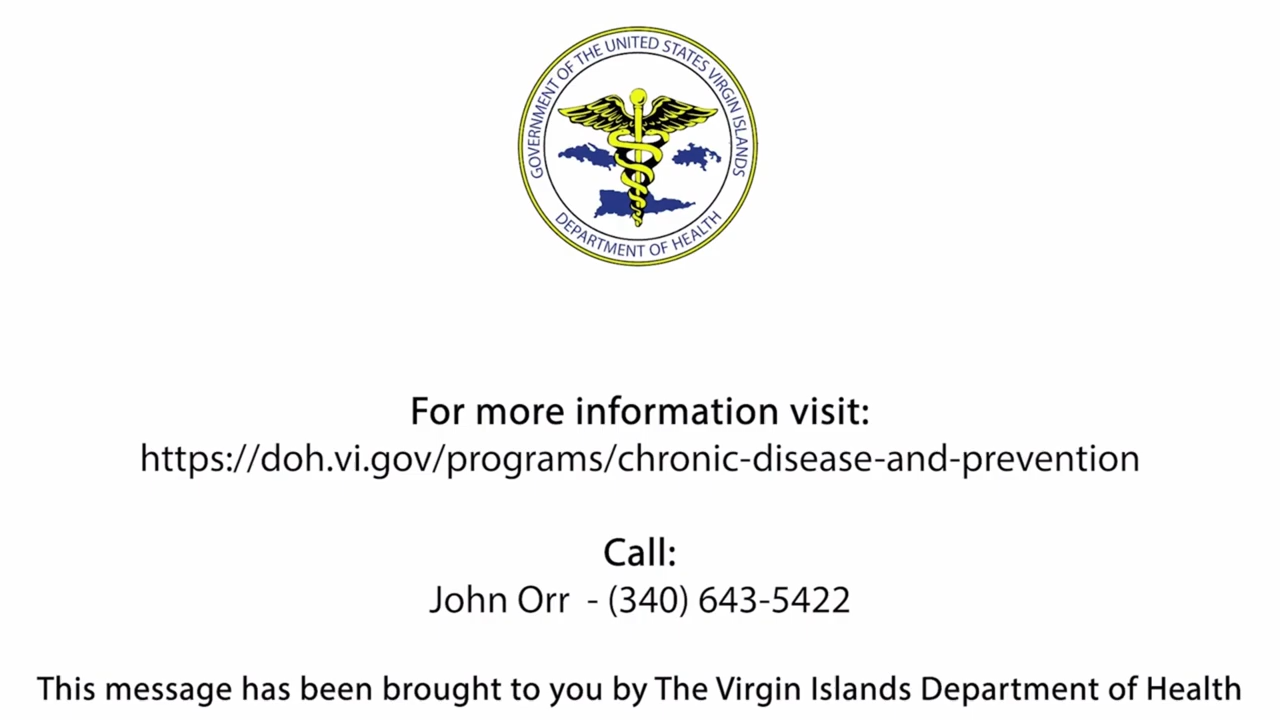 GOVERNMENT OF THE UNITED STATES VIRGIN ISLANDS
DEPARTMENT OF HEALTH
For more information visit:
https://doh.vi.gov/programs/chronic-disease-and-prevention
Call:
John Orr - (340) 643-5422
This message has been brought to you by The Virgin Islands Department of Health